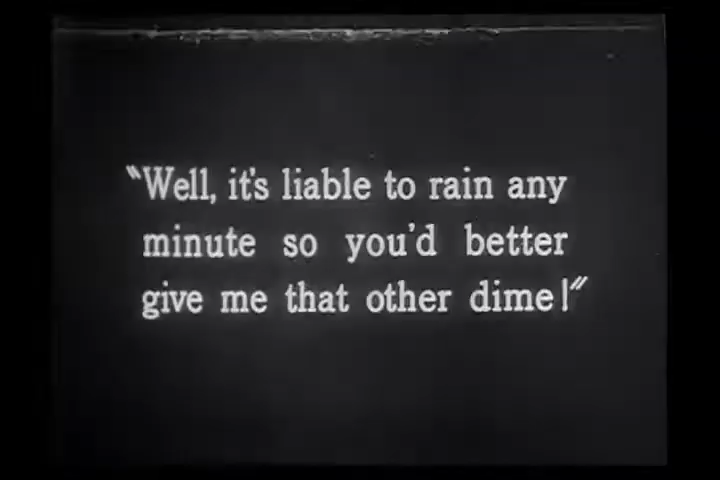 "Well, it's liable to rain any
minute so you'd better
give me that other dime!"